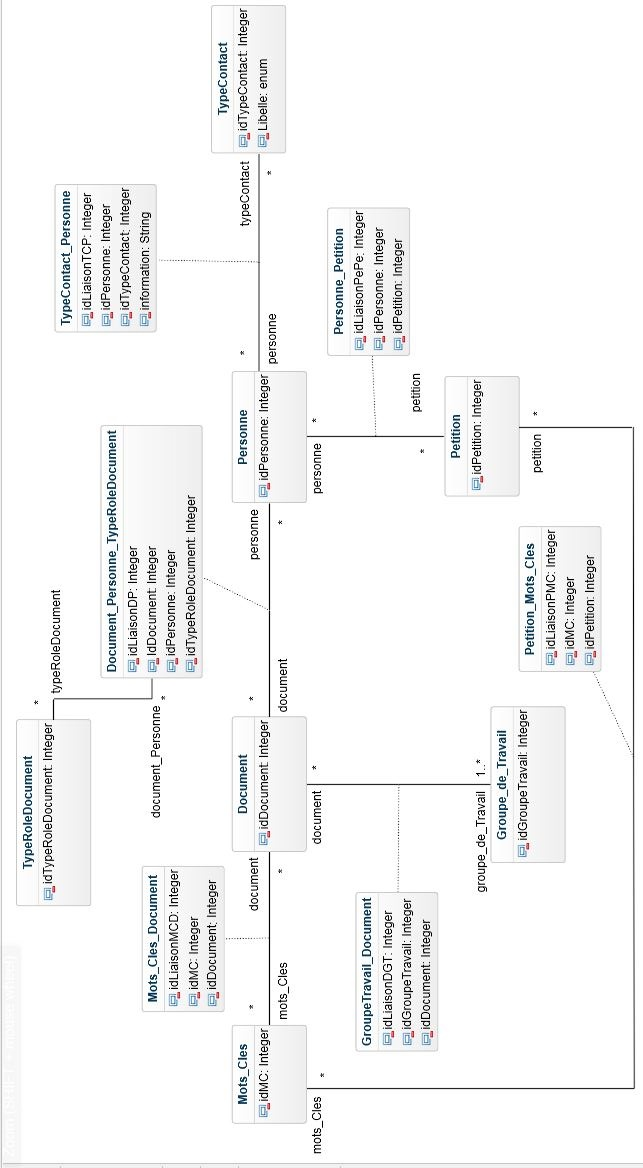 TypeRoleDocument
idTypeRoleDocument: Integer
*
typeRoleDocument
document_Personne
*
Document_Personne_TypeRoleDocument
idLiaisonDP: Integer
IdDocument: Integer
idPersonne: Integer
idTypeRoleDocument: Integer
TypeContact_Personne
idLiaisonTCP: Integer
idPersonne: Integer
idTypeContact: Integer
information: String
Mots_Cles_Document
idLiaisonMCD: Integer
idMC: Integer
idDocument: Integer
Mots_Cles
idMC: Integer
*
mots_Cles
document
*
Document
idDocument: Integer
*
document
personne
*
Personne
idPersonne: Integer
*
personne
typeContact
*
TypeContact
idTypeContact: Integer
Libelle: enum
mots_Cles
*
document
*
personne
*
GroupeTravail_Document
idLiaisonDGT: Integer
idGroupeTravail: Integer
idDocument: Integer
Personne_Petition
idLiaisonPePe: Integer
idPersonne: Integer
idPetition: Integer
groupe_de_Travail
1..*
Groupe_de_Travail
idGroupeTravail: Integer
*
petition
Petition
idPetition: Integer
petition
*
Petition_Mots_Cles
idLiaisonPMC: Integer
idMC: Integer
idPetition: Integer